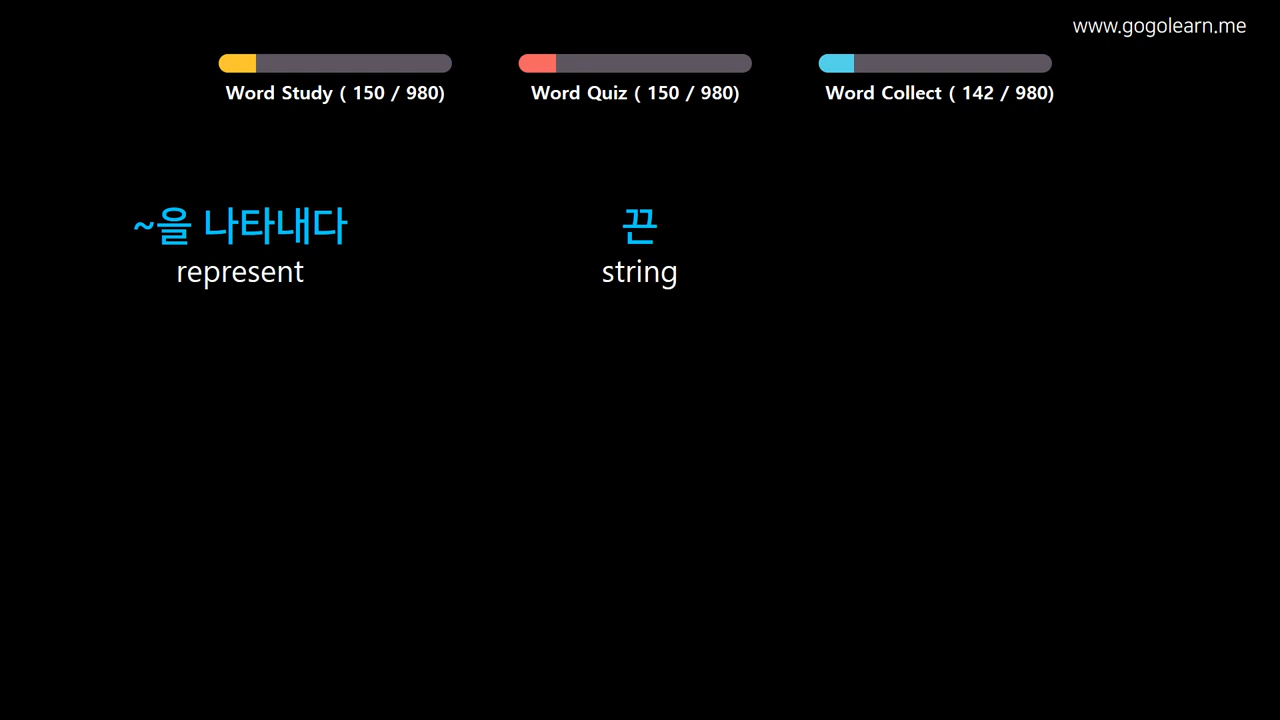 www.gogolearn.me
Word Study ( 150 / 980)
Word Quiz ( 150 / 980)
Word Collect ( 142 / 980)
~을 나타내다
represent
끈
string